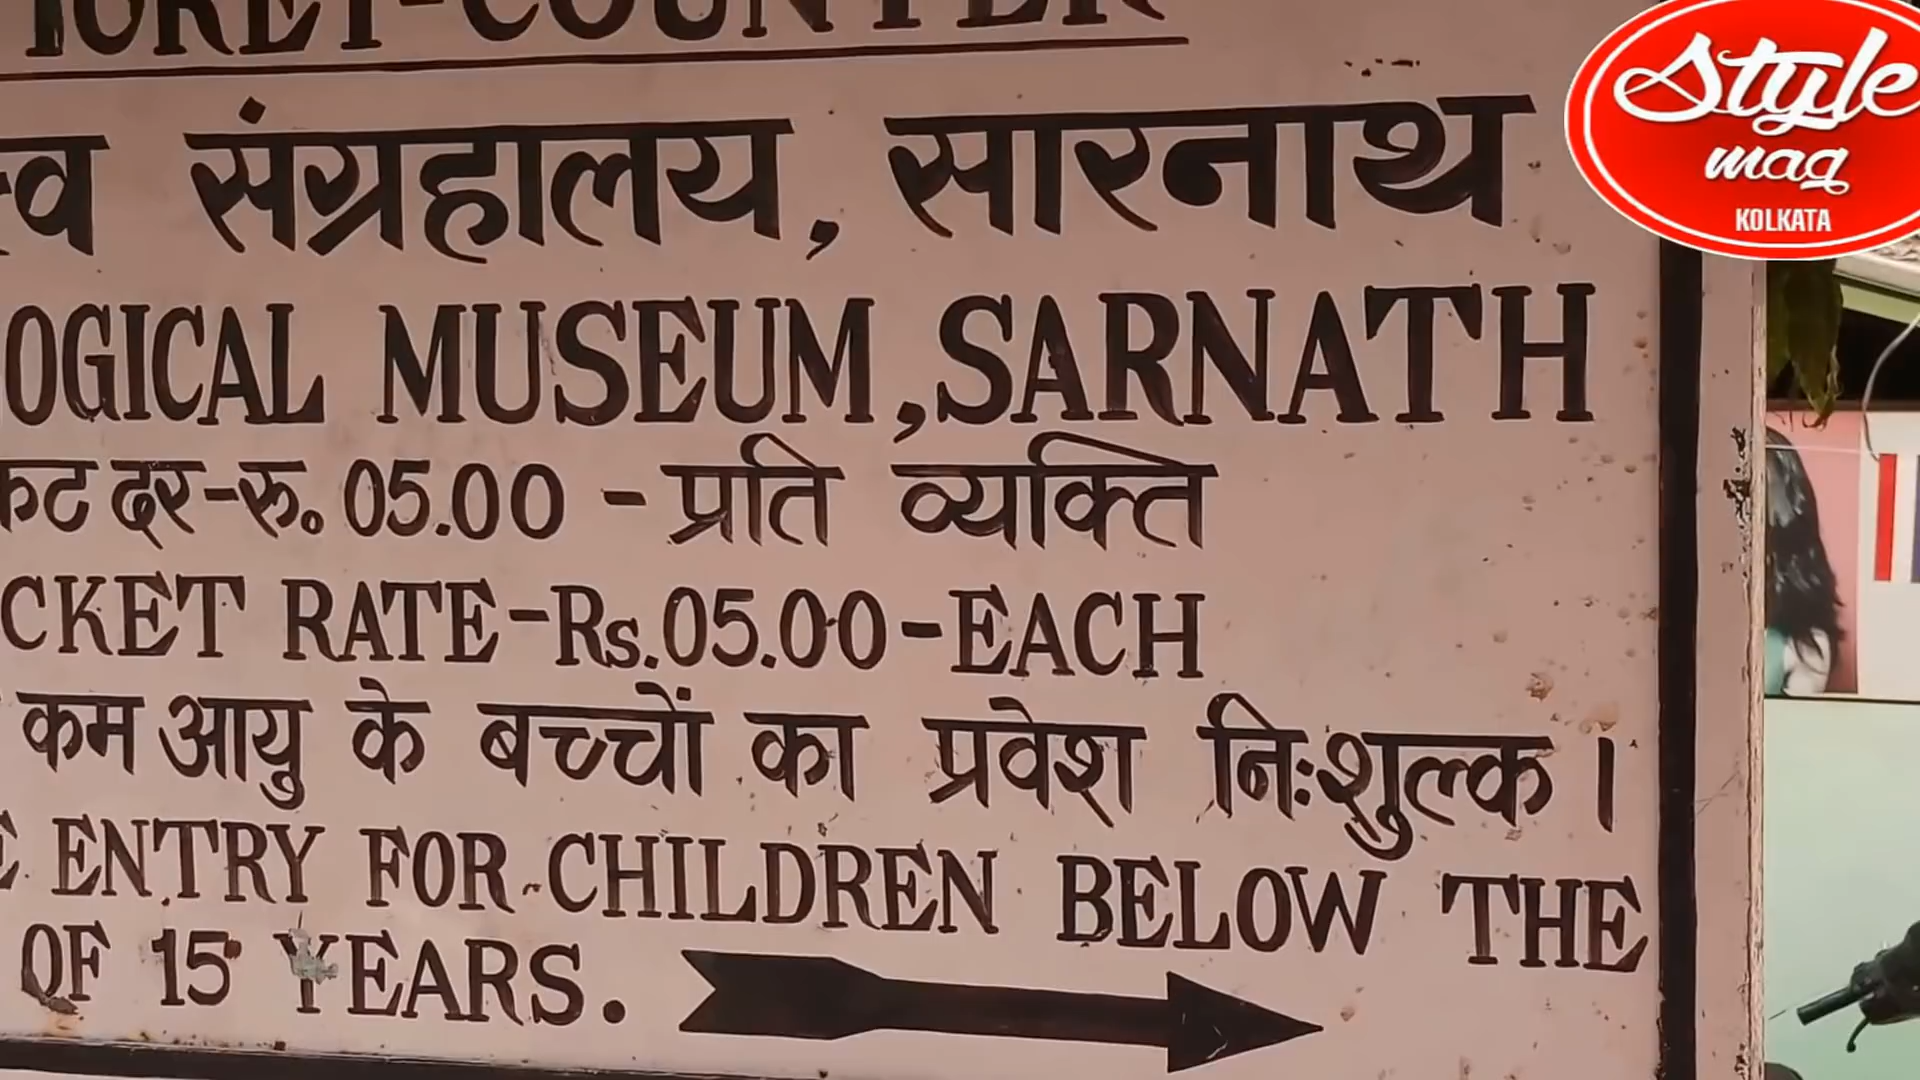 TICKET-COUNTER
संग्रहालय, सारनाथ
OGICAL MUSEUM, SARNATH
कट दर-रु. 05.00 - प्रति व्यक्ति
CKET RATE-Rs.05.00-EACH
कम आयु के बच्चों का प्रवेश निःशुल्क।
E ENTRY FOR CHILDREN BELOW THE
OF 15 YEARS.
Style
mag
KOLKATA